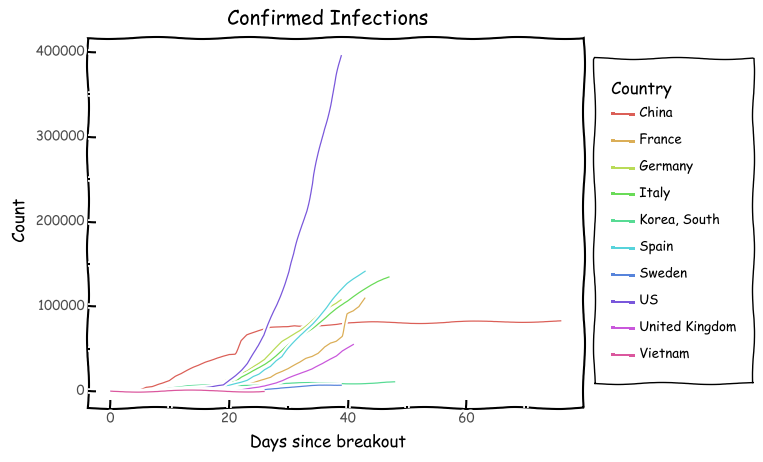 Confirmed Infections
400000
300000
200000
100000
0
Count
0
20
40
60
Days since breakout
Country
China
France
Germany
Italy
Korea, South
Spain
Sweden
US
United Kingdom
Vietnam